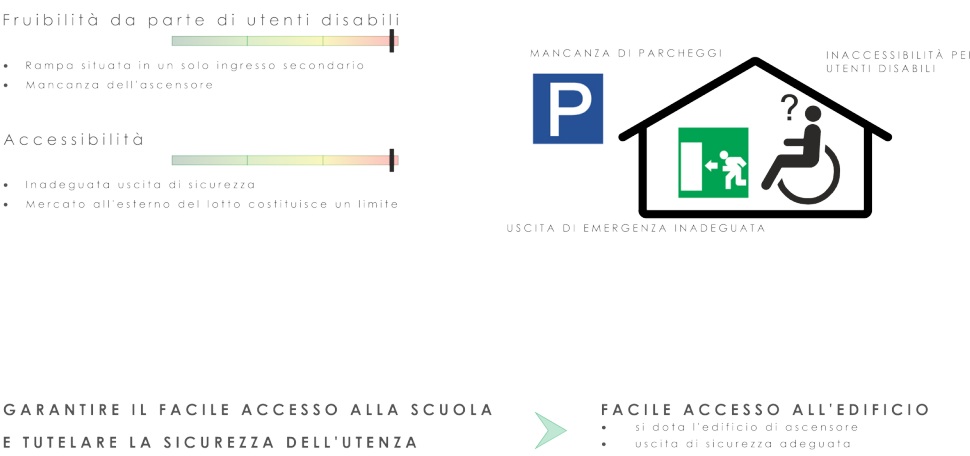 Fruibilità da parte di utenti disabili
• Rampa situata in un solo ingresso secondario
• Mancanza dell'ascensore
Accessibilità
• Inadeguata uscita di sicurezza
• Mercato all'esterno del lotto costituisce un limite
MANCANZA DI PARCHEGGI
INACCESSIBILITÀ PER
UTENTI DISABILI
P
?
USCITA DI EMERGENZA INADEGUATA
GARANTIRE IL FACILE ACCESSO ALLA SCUOLA
E TUTELARE LA SICUREZZA DELL'UTENZA
FACILE ACCESSO ALL'EDIFICIO
• si dota l'edificio di ascensore
• uscita di sicurezza adeguata